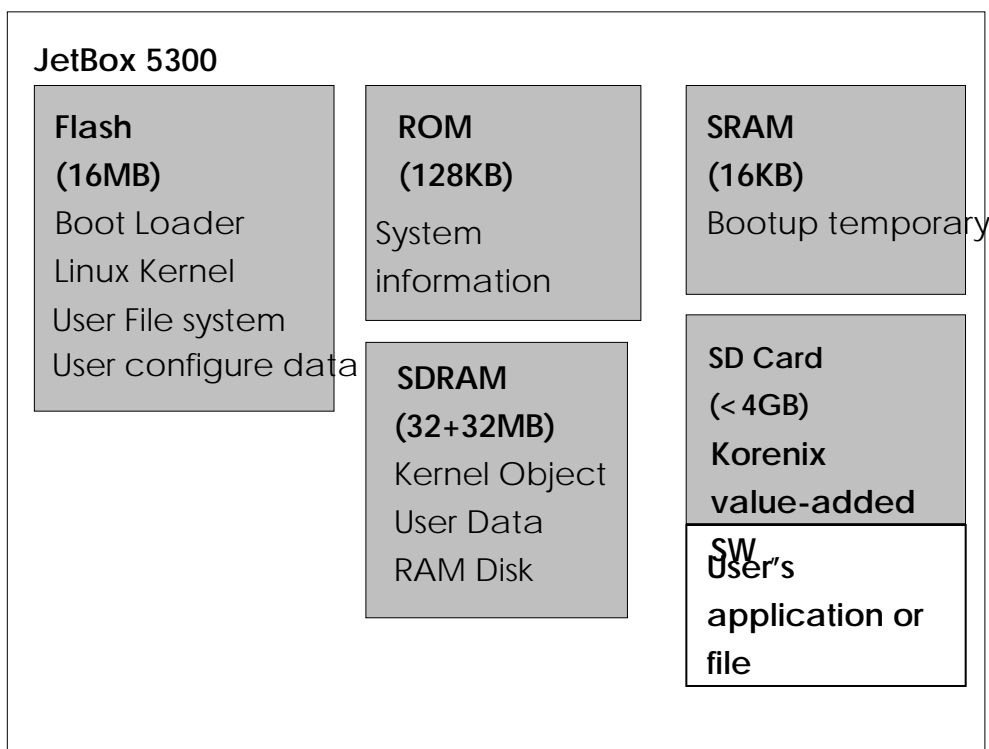 JetBox 5300
Flash
(16MB)
Boot Loader
Linux Kernel
User File system
User configure data
ROM
(128KB)
System
information
SDRAM
(32+32MB)
Kernel Object
User Data
RAM Disk
SRAM
(16KB)
Bootup temporary
SD Card
(<4GB)
Korenix
value-added
SW
User"s
application or
file